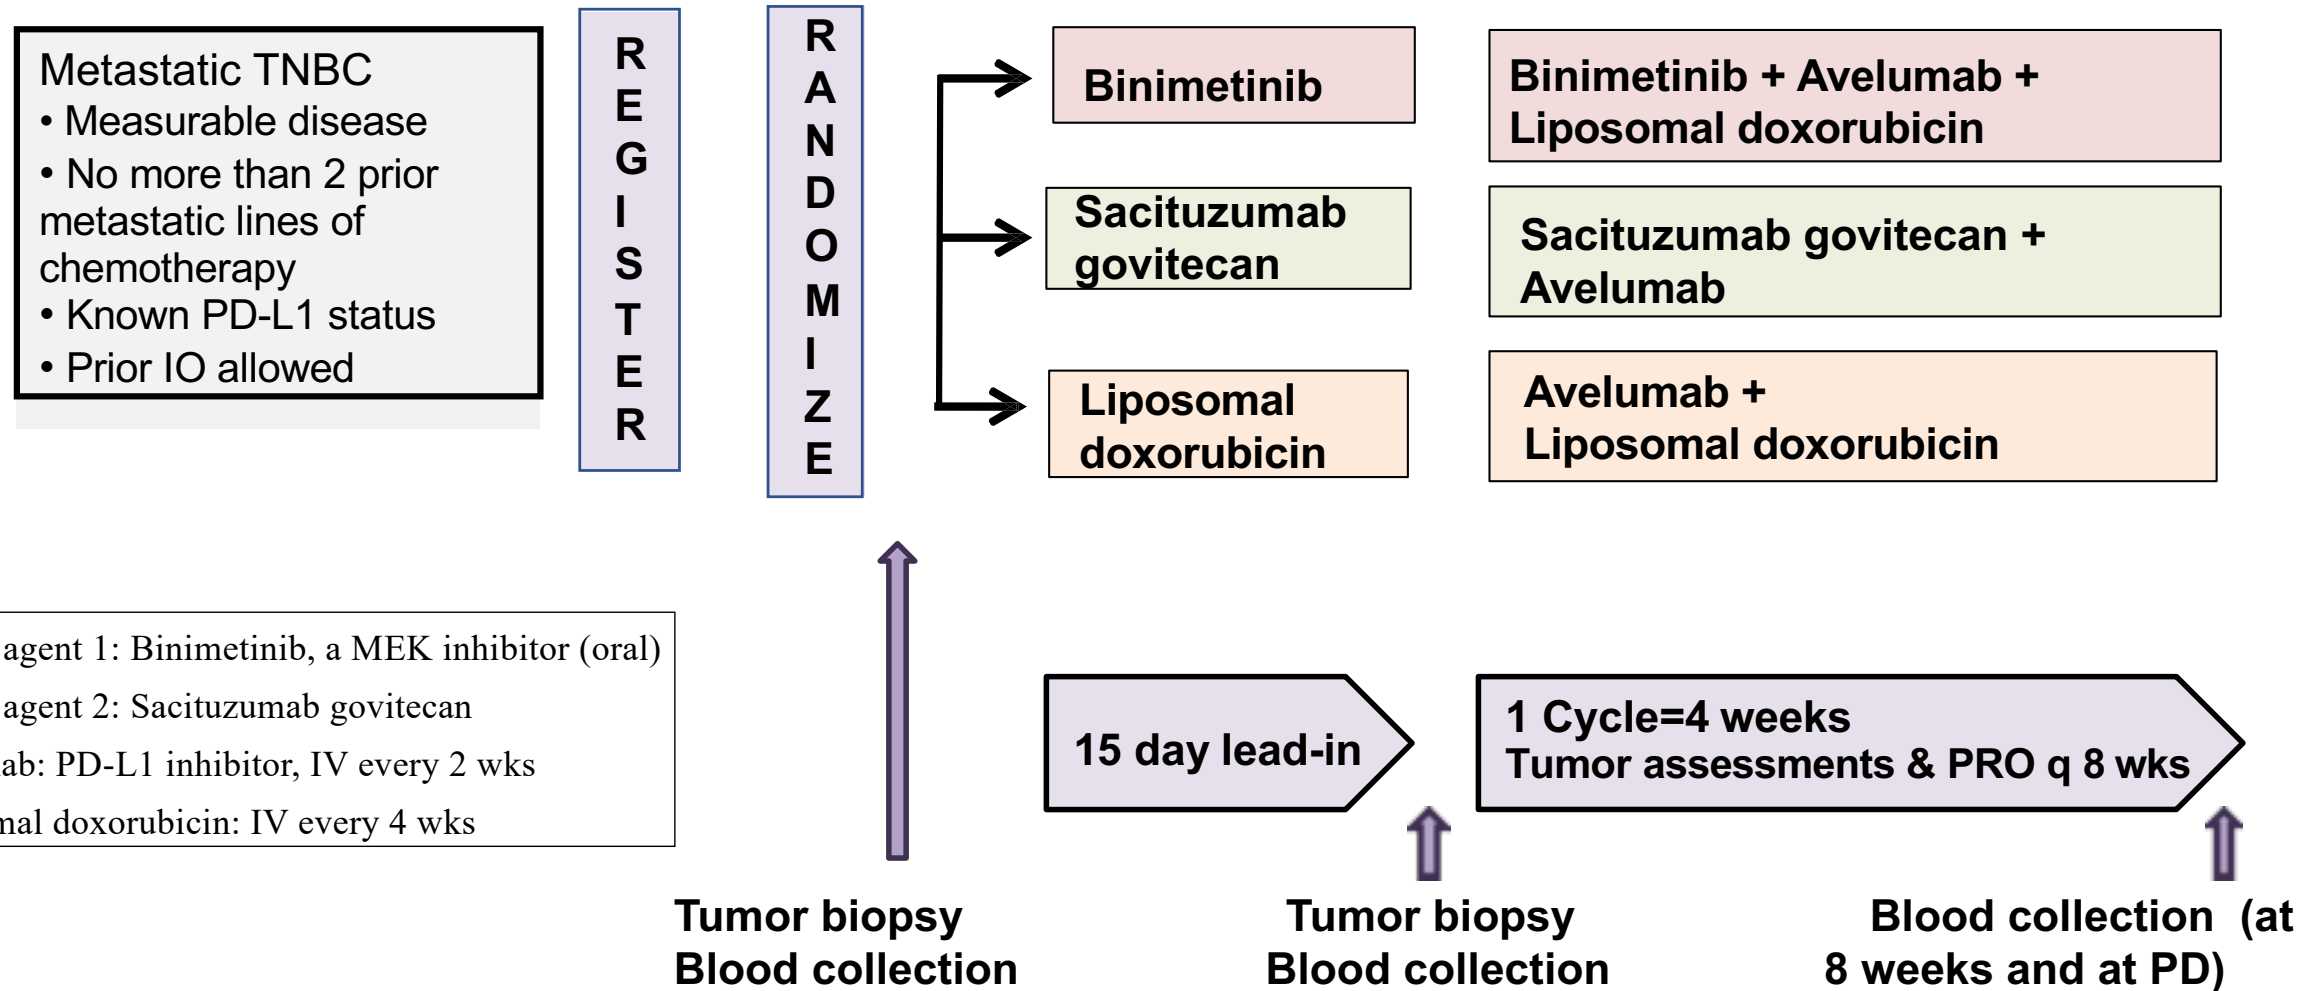 Metastatic TNBC
• Measurable disease
• No more than 2 prior
metastatic lines of
chemotherapy
• Known PD-L1 status
• Prior IO allowed
REGISTER
RANDOMIZE
Binimetinib
Binimetinib + Avelumab +
Liposomal doxorubicin
Sacituzumab
govitecan
Sacituzumab govitecan +
Avelumab
Liposomal
doxorubicin
Avelumab +
Liposomal doxorubicin
agent 1: Binimetinib, a MEK inhibitor (oral)
agent 2: Sacituzumab govitecan
ab: PD-L1 inhibitor, IV every 2 wks
mal doxorubicin: IV every 4 wks
15 day lead-in
1 Cycle=4 weeks
Tumor assessments & PRO q 8 wks
Tumor biopsy
Blood collection
Tumor biopsy
Blood collection
Blood collection (at
8 weeks and at PD)